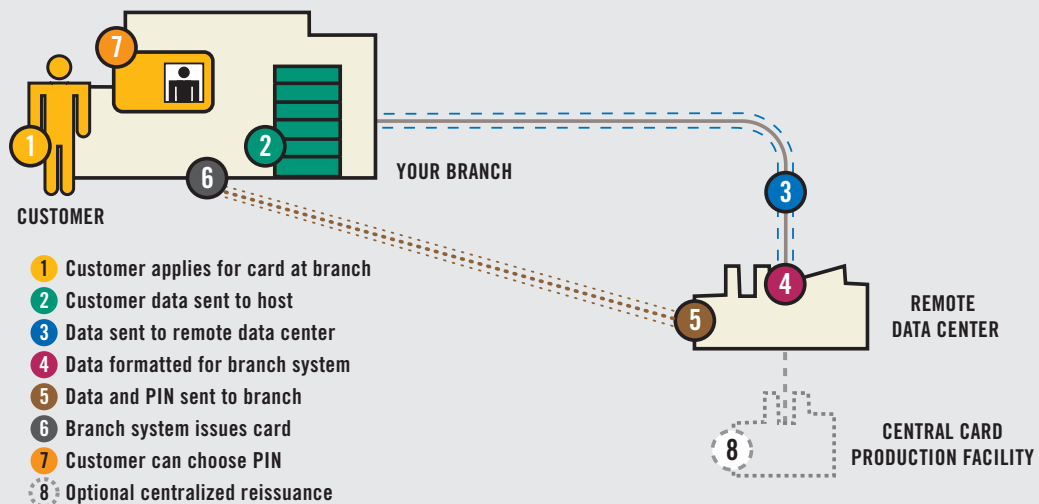 7
1
2
6
YOUR BRANCH
3
CUSTOMER
4
5
REMOTE
DATA CENTER
8
CENTRAL CARD
PRODUCTION FACILITY
1 Customer applies for card at branch
2 Customer data sent to host
3 Data sent to remote data center
4 Data formatted for branch system
5 Data and PIN sent to branch
6 Branch system issues card
7 Customer can choose PIN
8 Optional centralized reissuance